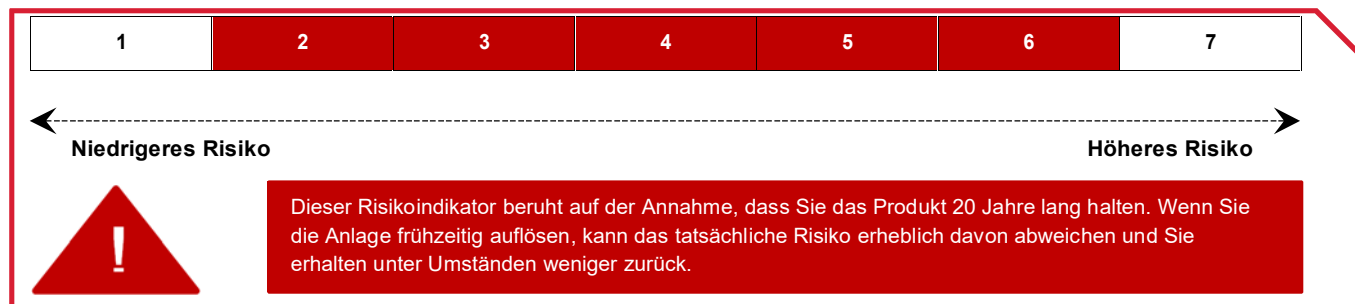 1 2 3 4 5 6 7
Niedrigeres Risiko Höheres Risiko
!
Dieser Risikoindikator beruht auf der Annahme, dass Sie das Produkt 20 Jahre lang halten. Wenn Sie
die Anlage frühzeitig auflösen, kann das tatsächliche Risiko erheblich davon abweichen und Sie
erhalten unter Umständen weniger zurück.